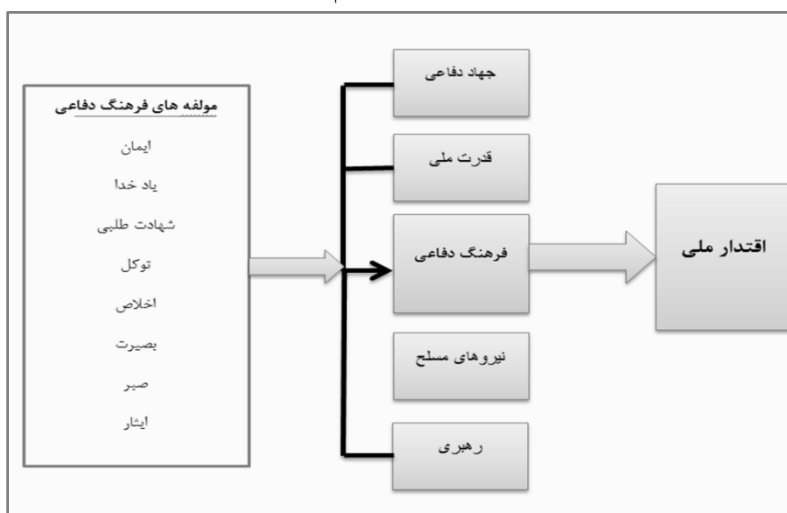 مولفه های فرهنگ دفاعی
ایمان
یاد خدا
شهادت طلبی
توکل
اخلاص
بصیرت
صبر
ایثار
جهاد دفاعی
قدرت ملی
فرهنگ دفاعی
نیروهای مسلح
رهبری
اقتدار ملی